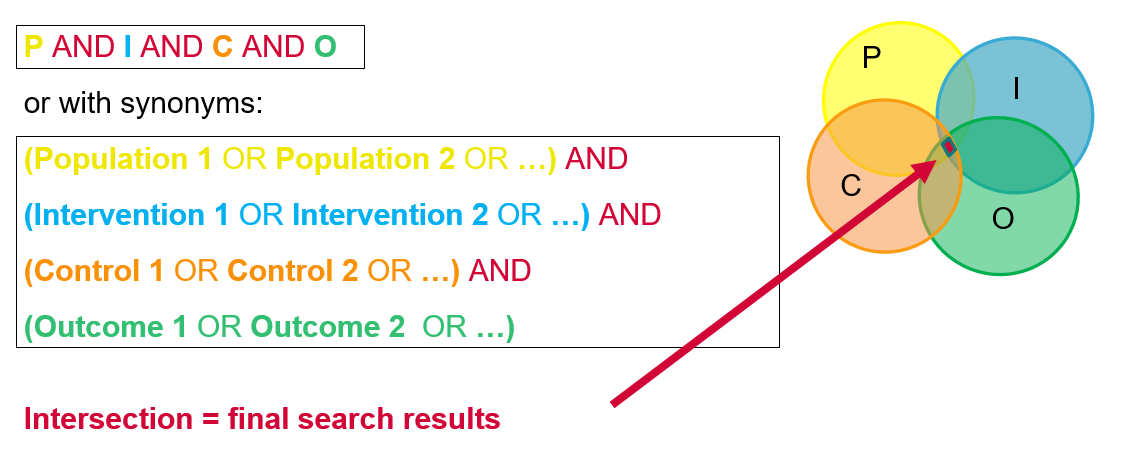 P AND I AND C AND O
or with synonyms:
(Population 1 OR Population 2 OR …) AND
(Intervention 1 OR Intervention 2 OR …) AND
(Control 1 OR Control 2 OR …) AND
(Outcome 1 OR Outcome 2  OR …)
Intersection = final search results
P
I
C
O